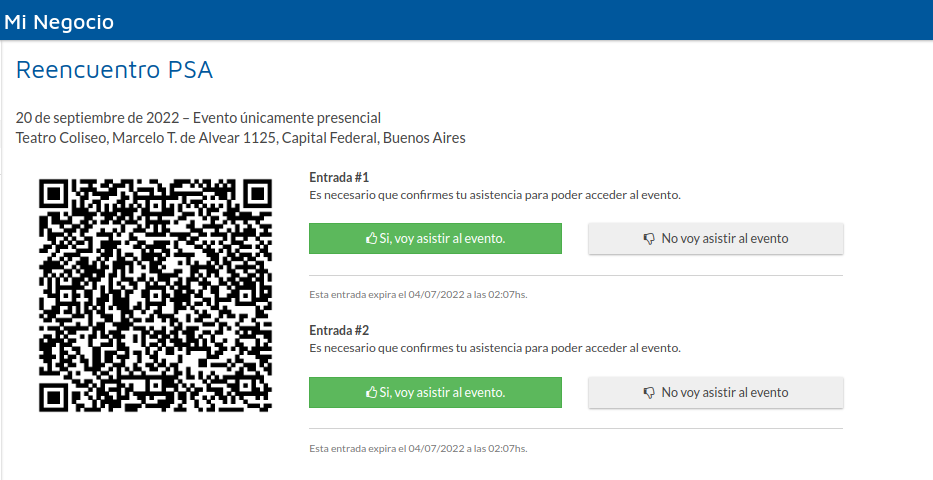 Mi Negocio
Reencuentro PSA
20 de septiembre de 2022 – Evento únicamente presencial
Teatro Coliseo, Marcelo T. de Alvear 1125, Capital Federal, Buenos Aires
Entrada #1
Es necesario que confirmes tu asistencia para poder acceder al evento.
Si, voy asistir al evento.
No voy asistir al evento
Esta entrada expira el 04/07/2022 a las 02:07hs.
Entrada #2
Es necesario que confirmes tu asistencia para poder acceder al evento.
Si, voy asistir al evento.
No voy asistir al evento
Esta entrada expira el 04/07/2022 a las 02:07hs.